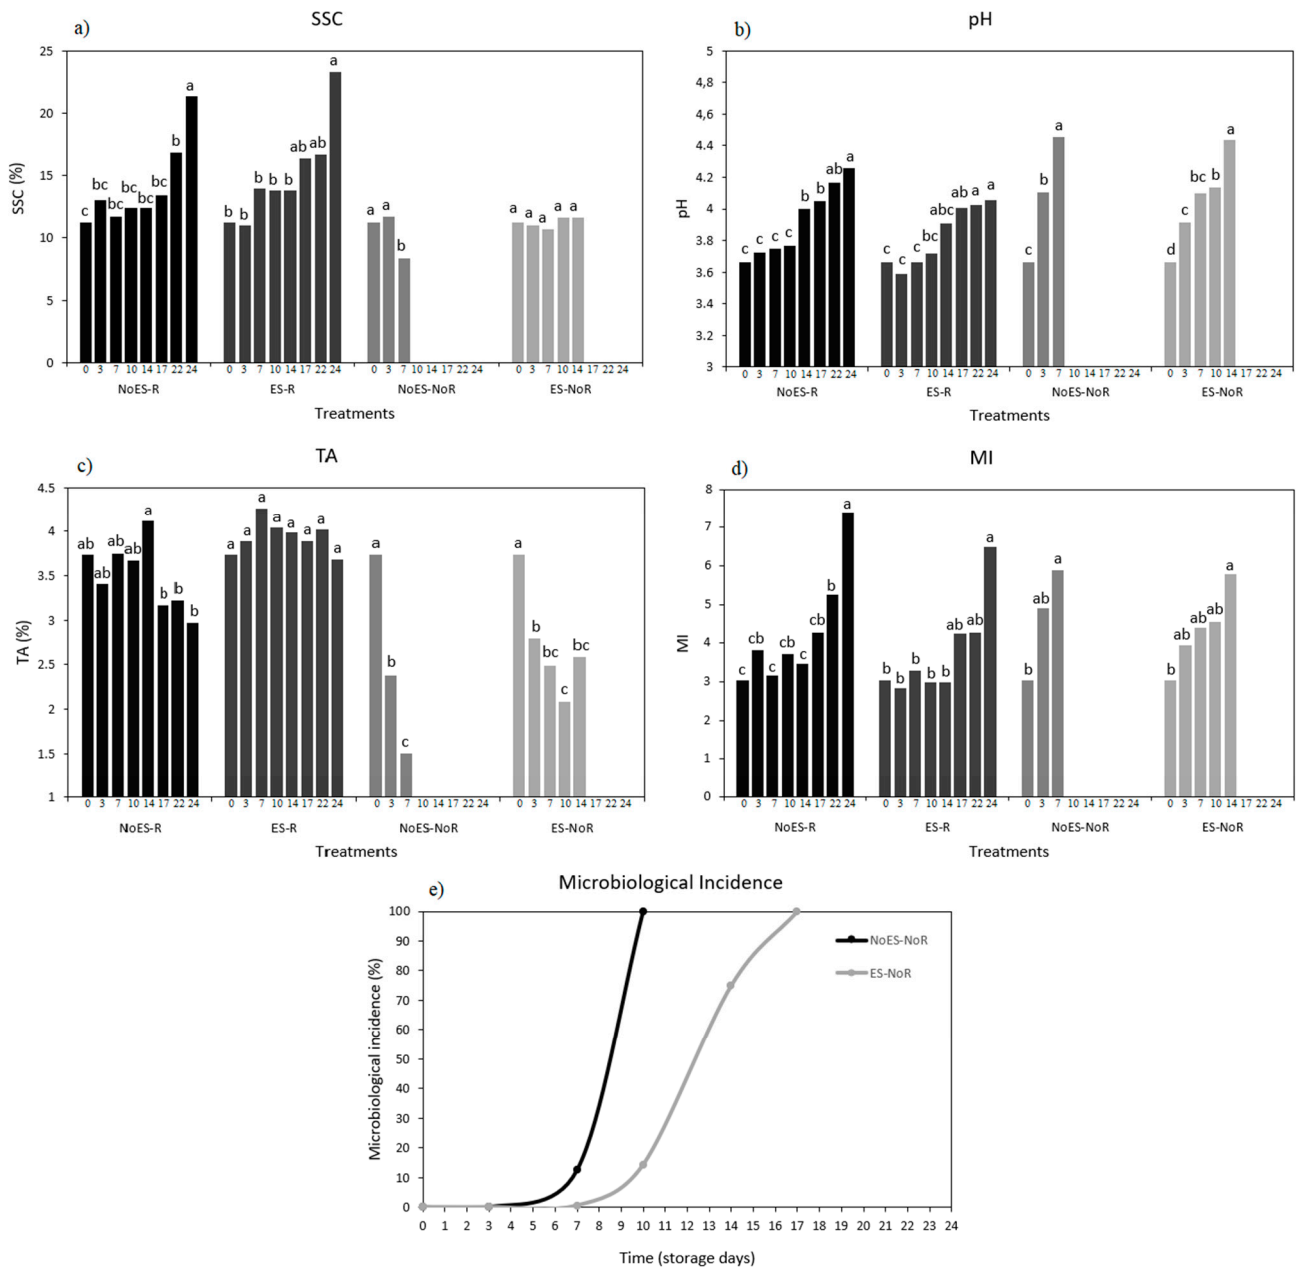 a)
SSC
25
20
15
10
5
0
SSC (%)
c bc bc bc bc bc b a
b b b b b ab ab a
a a b
a a a a a
0 3 7 10 14 17 22 24 0 3 7 10 14 17 22 24 0 3 7 10 14 17 22 24 0 3 7 10 14 17 22 24
NoES-R ES-R NoES-NoR ES-NoR
Treatments
b)
pH
5
4,8
4,6
4.4
4.2
4
3.8
3.6
3.4
3.2
3
pH
c c c c b b ab a
c c c bc abc ab a a
c b a
d c bc b a
0 3 7 10 14 17 22 24 0 3 7 10 14 17 22 24 0 3 7 10 14 17 22 24 0 3 7 10 14 17 22 24
NoES-R ES-R NoES-NoR ES-NoR
Treatments
c)
TA
4.5
4
3.5
3
2.5
2
1.5
1
TA (%)
ab ab ab ab a b b b
a a a a a a a a
a b c
a b bc c bc
0 3 7 10 14 17 22 24 0 3 7 10 14 17 22 24 0 3 7 10 14 17 22 24 0 3 7 10 14 17 22 24
NoES-R ES-R NoES-NoR ES-NoR
Treatments
d)
MI
8
7
6
5
4
3
2
1
0
MI
c cb c cb c cb b a
b b b b b ab ab a
b ab a
b ab ab ab a
0 3 7 10 14 17 22 24 0 3 7 10 14 17 22 24 0 3 7 10 14 17 22 24 0 3 7 10 14 17 22 24
NoES-R ES-R NoES-NoR ES-NoR
Treatments
e)
Microbiological Incidence
100
90
80
70
60
50
40
30
20
10
0
Microbiological incidence (%)
NoES-NoR
ES-NoR
0 1 2 3 4 5 6 7 8 9 10 11 12 13 14 15 16 17 18 19 20 21 22 23 24
Time (storage days)